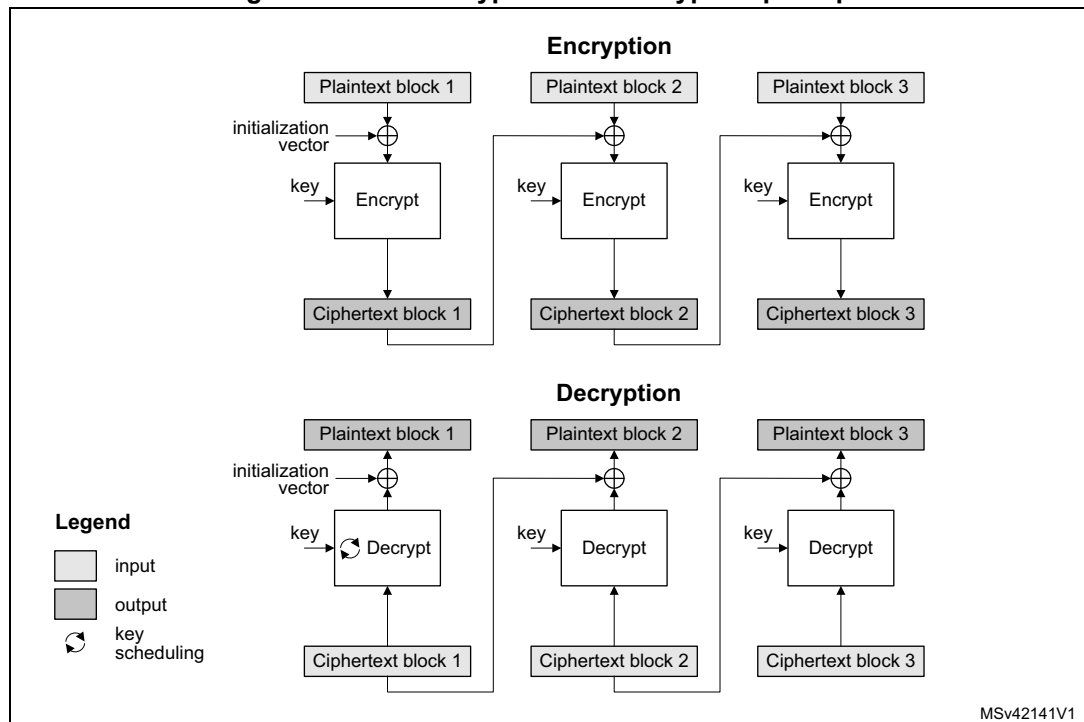 Encryption
Plaintext block 1 Plaintext block 2 Plaintext block 3
initialization
vector
key Encrypt key Encrypt key Encrypt
Ciphertext block 1 Ciphertext block 2 Ciphertext block 3
Decryption
Plaintext block 1 Plaintext block 2 Plaintext block 3
initialization
vector
key Decrypt key Decrypt key Decrypt
Ciphertext block 1 Ciphertext block 2 Ciphertext block 3
Legend
input
output
key
scheduling
MSv42141V1